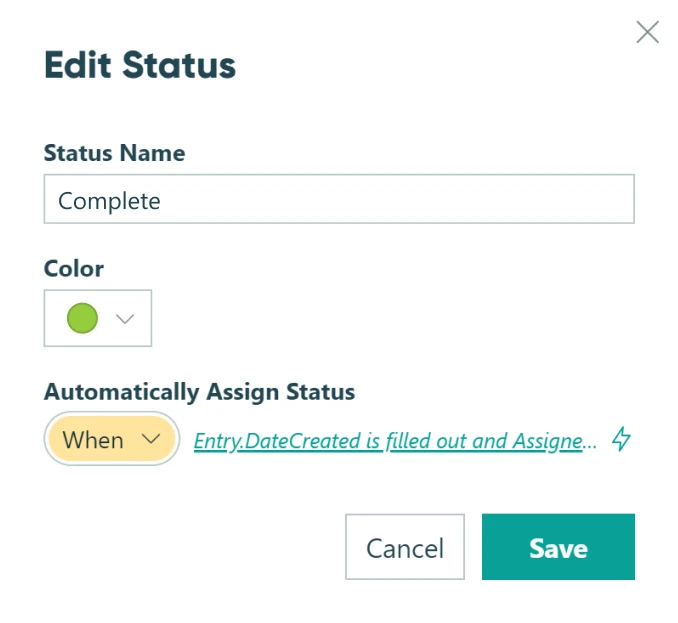 Edit Status
Status Name
Complete
Color
Automatically Assign Status
When Entry.DateCreated is filled out and Assigne...
Cancel Save